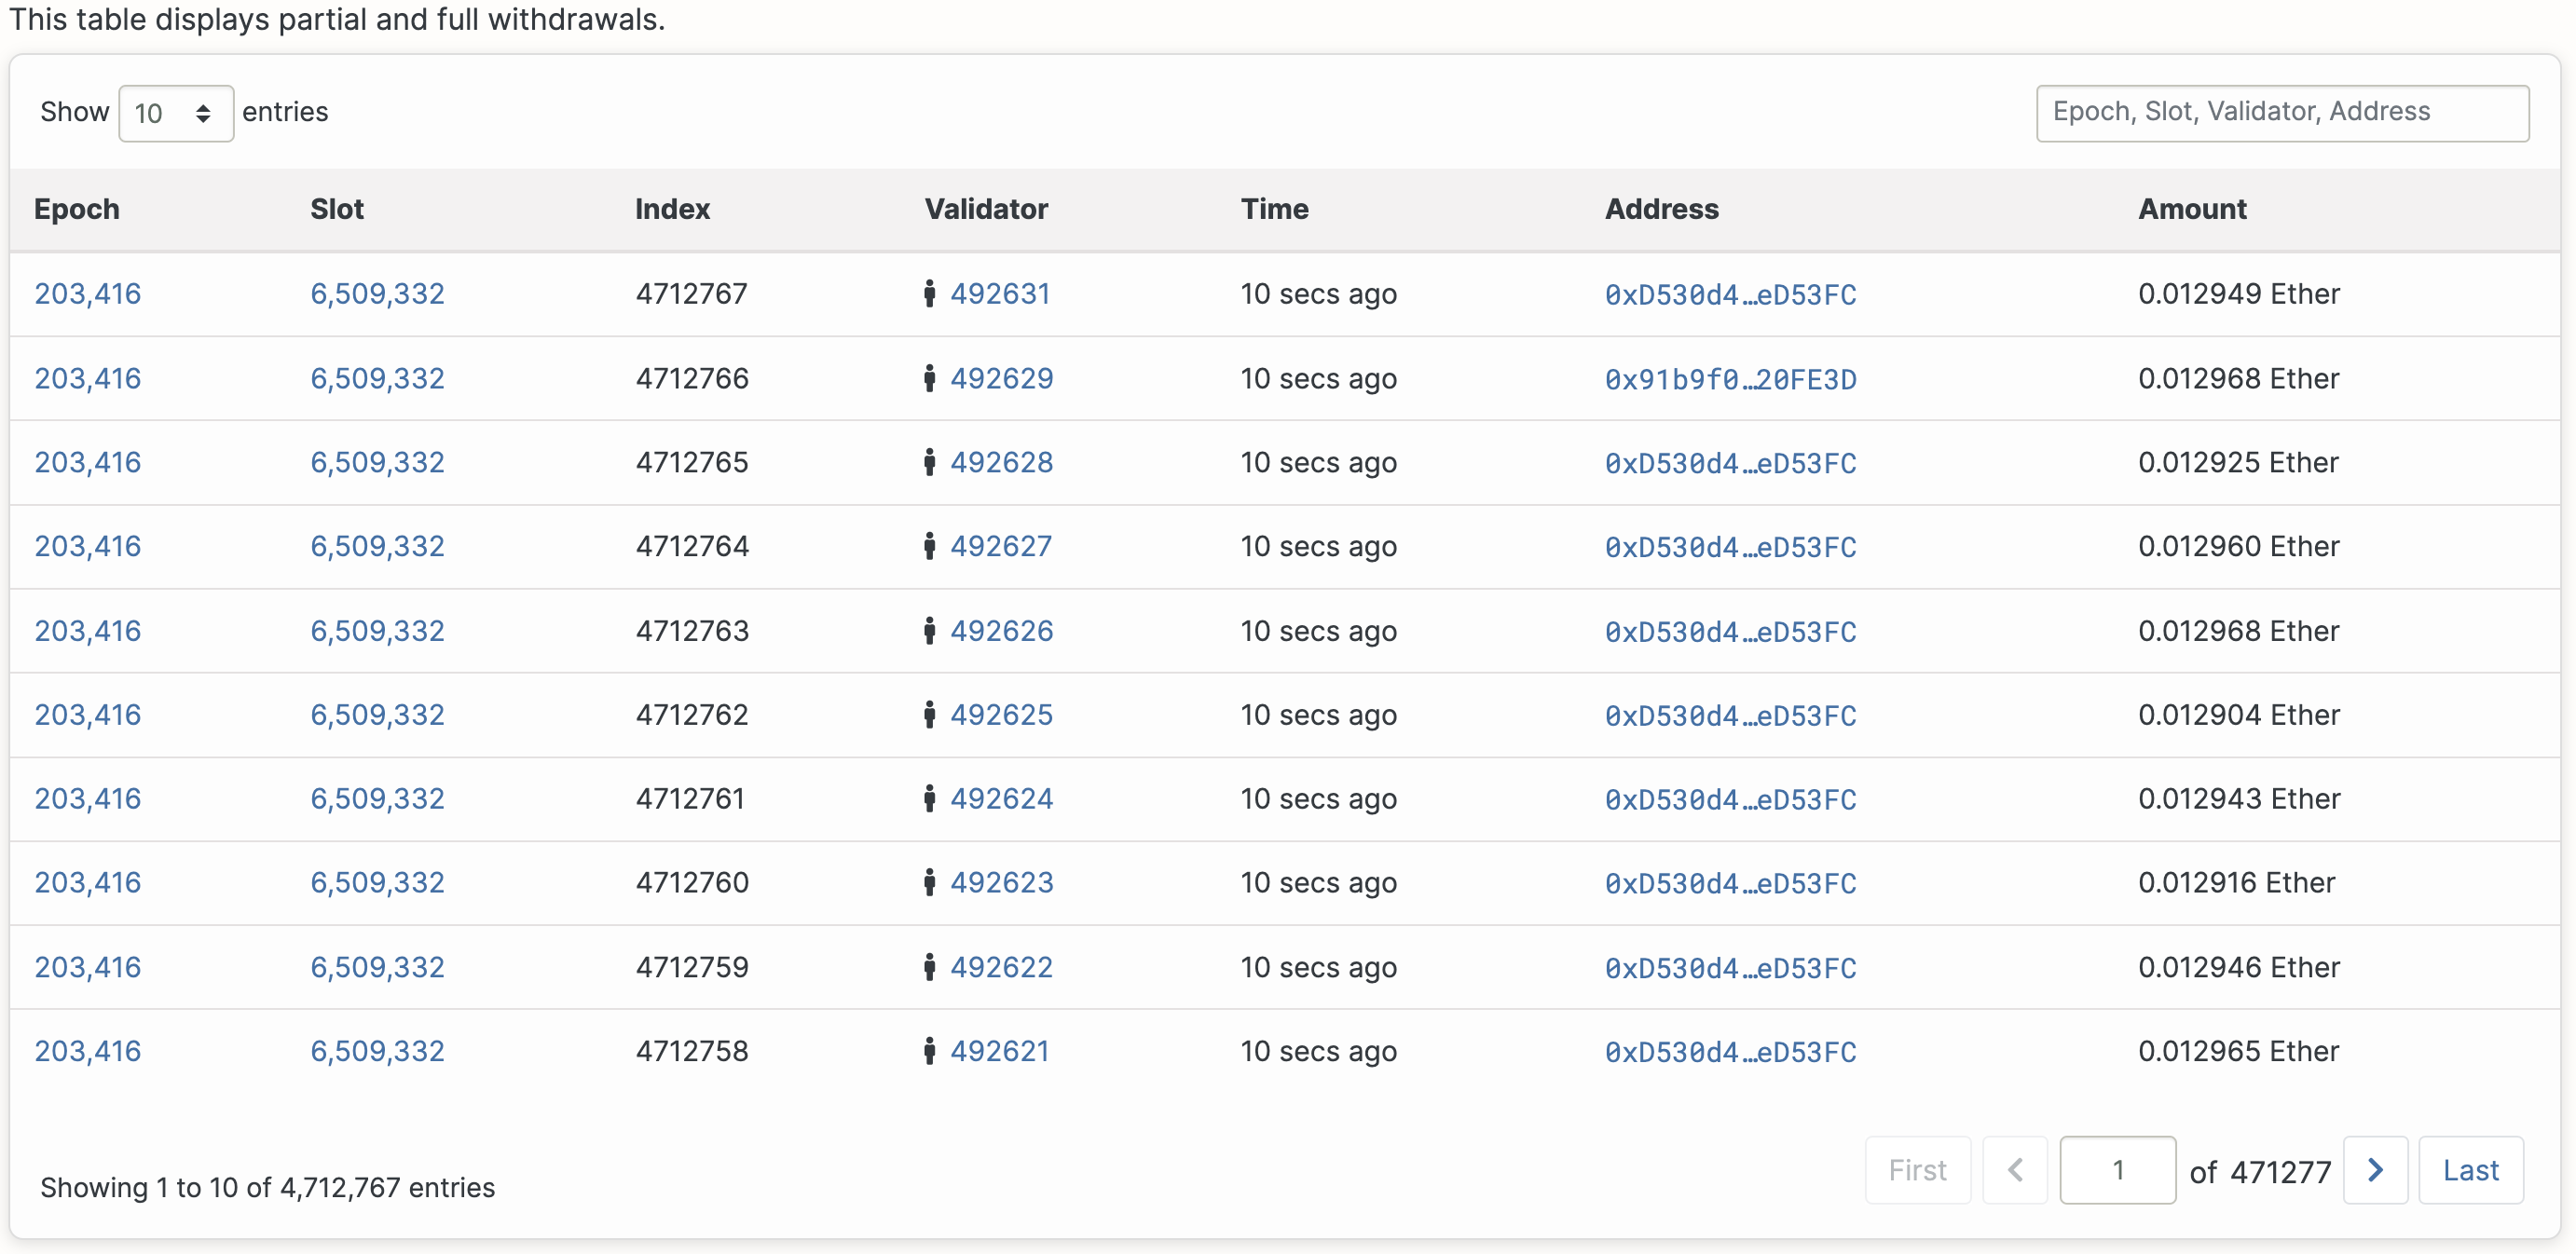 This table displays partial and full withdrawals.
Show 10 entries
Epoch, Slot, Validator, Address
Epoch Slot Index Validator Time Address Amount
203,416 6,509,332 4712767 492631 10 secs ago 0xD530d4…eD53FC 0.012949 Ether
203,416 6,509,332 4712766 492629 10 secs ago 0x91b9f0…20FE3D 0.012968 Ether
203,416 6,509,332 4712765 492628 10 secs ago 0xD530d4…eD53FC 0.012925 Ether
203,416 6,509,332 4712764 492627 10 secs ago 0xD530d4…eD53FC 0.012960 Ether
203,416 6,509,332 4712763 492626 10 secs ago 0xD530d4…eD53FC 0.012968 Ether
203,416 6,509,332 4712762 492625 10 secs ago 0xD530d4…eD53FC 0.012904 Ether
203,416 6,509,332 4712761 492624 10 secs ago 0xD530d4…eD53FC 0.012943 Ether
203,416 6,509,332 4712760 492623 10 secs ago 0xD530d4…eD53FC 0.012916 Ether
203,416 6,509,332 4712759 492622 10 secs ago 0xD530d4…eD53FC 0.012946 Ether
203,416 6,509,332 4712758 492621 10 secs ago 0xD530d4…eD53FC 0.012965 Ether
Showing 1 to 10 of 4,712,767 entries
First 1 of 471277 Last